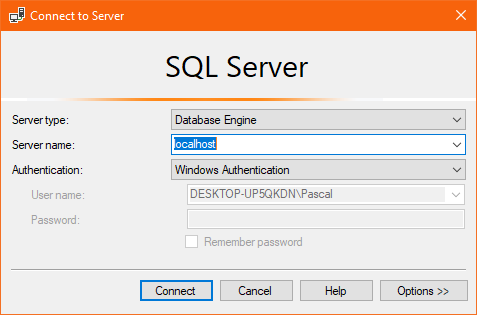 Connect to Server
SQL Server
Server type: Database Engine
Server name: localhost
Authentication: Windows Authentication
User name: DESKTOP-UP5QKDN\Pascal
Password:
Remember password
Connect Cancel Help Options >>